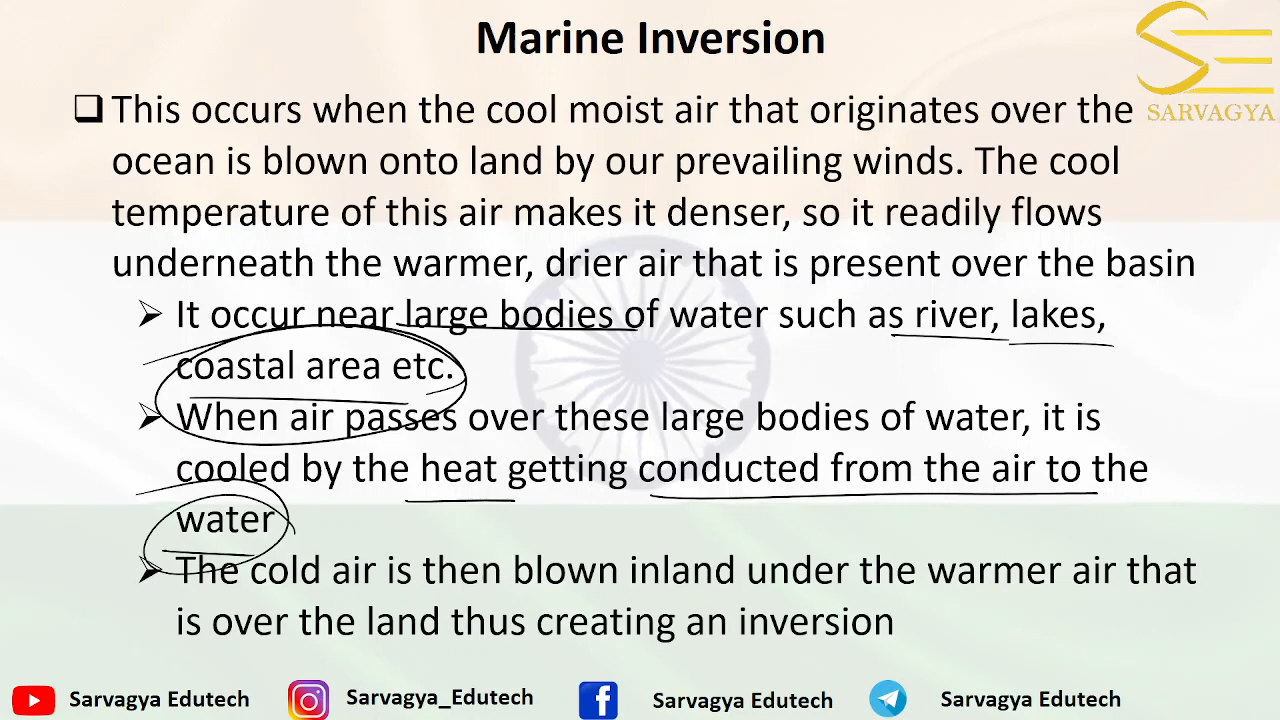 Marine Inversion
SARVAGYA
This occurs when the cool moist air that originates over the
ocean is blown onto land by our prevailing winds. The cool
temperature of this air makes it denser, so it readily flows
underneath the warmer, drier air that is present over the basin
It occur near large bodies of water such as river, lakes,
coastal area etc.
When air passes over these large bodies of water, it is
cooled by the heat getting conducted from the air to the
water
The cold air is then blown inland under the warmer air that
is over the land thus creating an inversion
Sarvagya Edutech
Sarvagya_Edutech
Sarvagya Edutech
Sarvagya Edutech